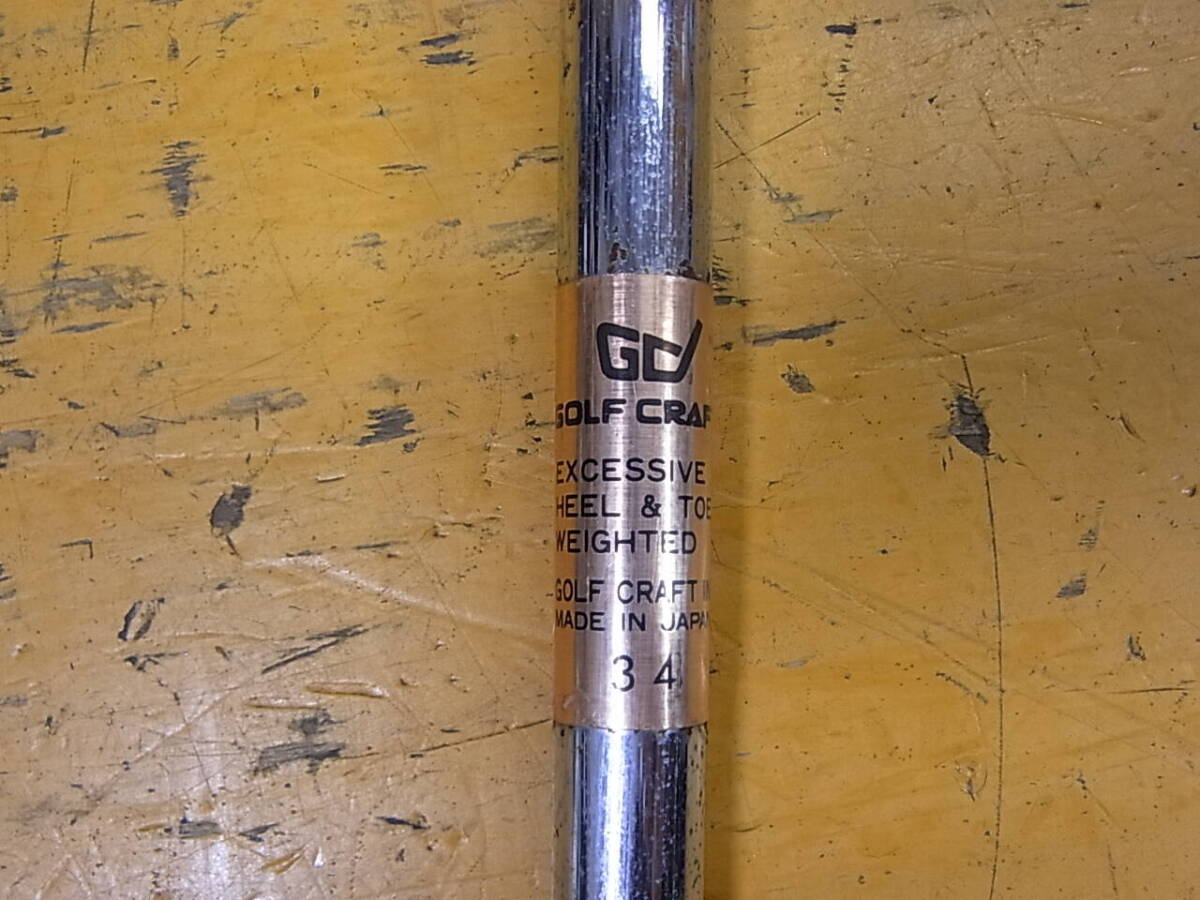 GC
GOLF CRAF
EXCESSIVE
HEEL & TOE
WEIGHTED
GOLF CRAFT IN
MADE IN JAPAN
34